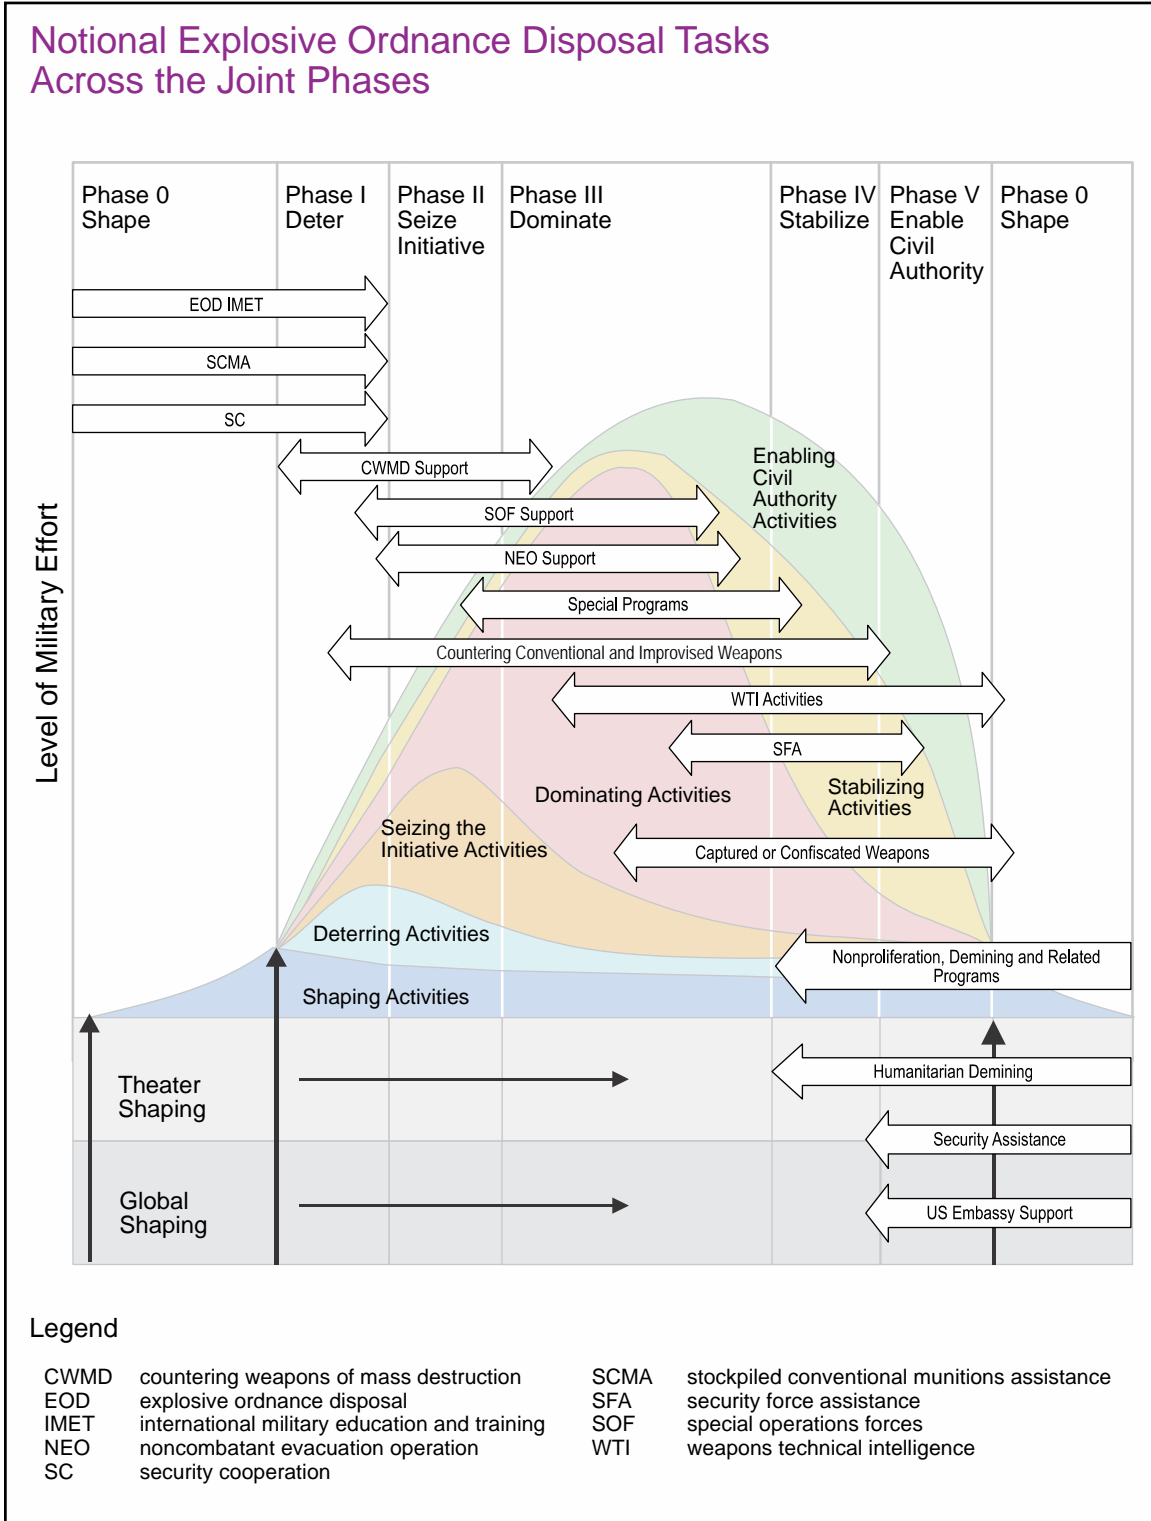 Notional Explosive Ordnance Disposal Tasks
Across the Joint Phases
Phase 0
Shape
Phase I
Deter
Phase II
Seize
Initiative
Phase III
Dominate
Phase IV
Stabilize
Phase V
Enable
Civil
Authority
Phase 0
Shape
EOD IMET
SCMA
SC
CWMD Support
Enabling
Civil
Authority
Activities
SOF Support
NEO Support
Special Programs
Countering Conventional and Improvised Weapons
WTI Activities
SFA
Level of Military Effort
Dominating Activities
Stabilizing
Activities
Seizing the
Initiative Activities
Captured or Confiscated Weapons
Deterring Activities
Nonproliferation, Demining and Related
Programs
Shaping Activities
Theater
Shaping
Humanitarian Demining
Security Assistance
Global
Shaping
US Embassy Support
Legend
CWMD countering weapons of mass destruction
EOD explosive ordnance disposal
IMET international military education and training
NEO noncombatant evacuation operation
SC security cooperation
SCMA stockpiled conventional munitions assistance
SFA security force assistance
SOF special operations forces
WTI weapons technical intelligence